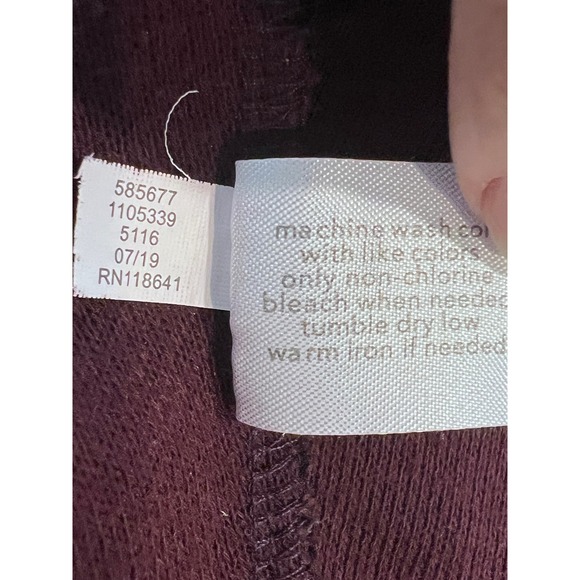 585677
1105339
5116
07/19
RN118641
machine wash
with like colors
only non-chlorine
bleach when needed
tumble dry low
warm iron if needed